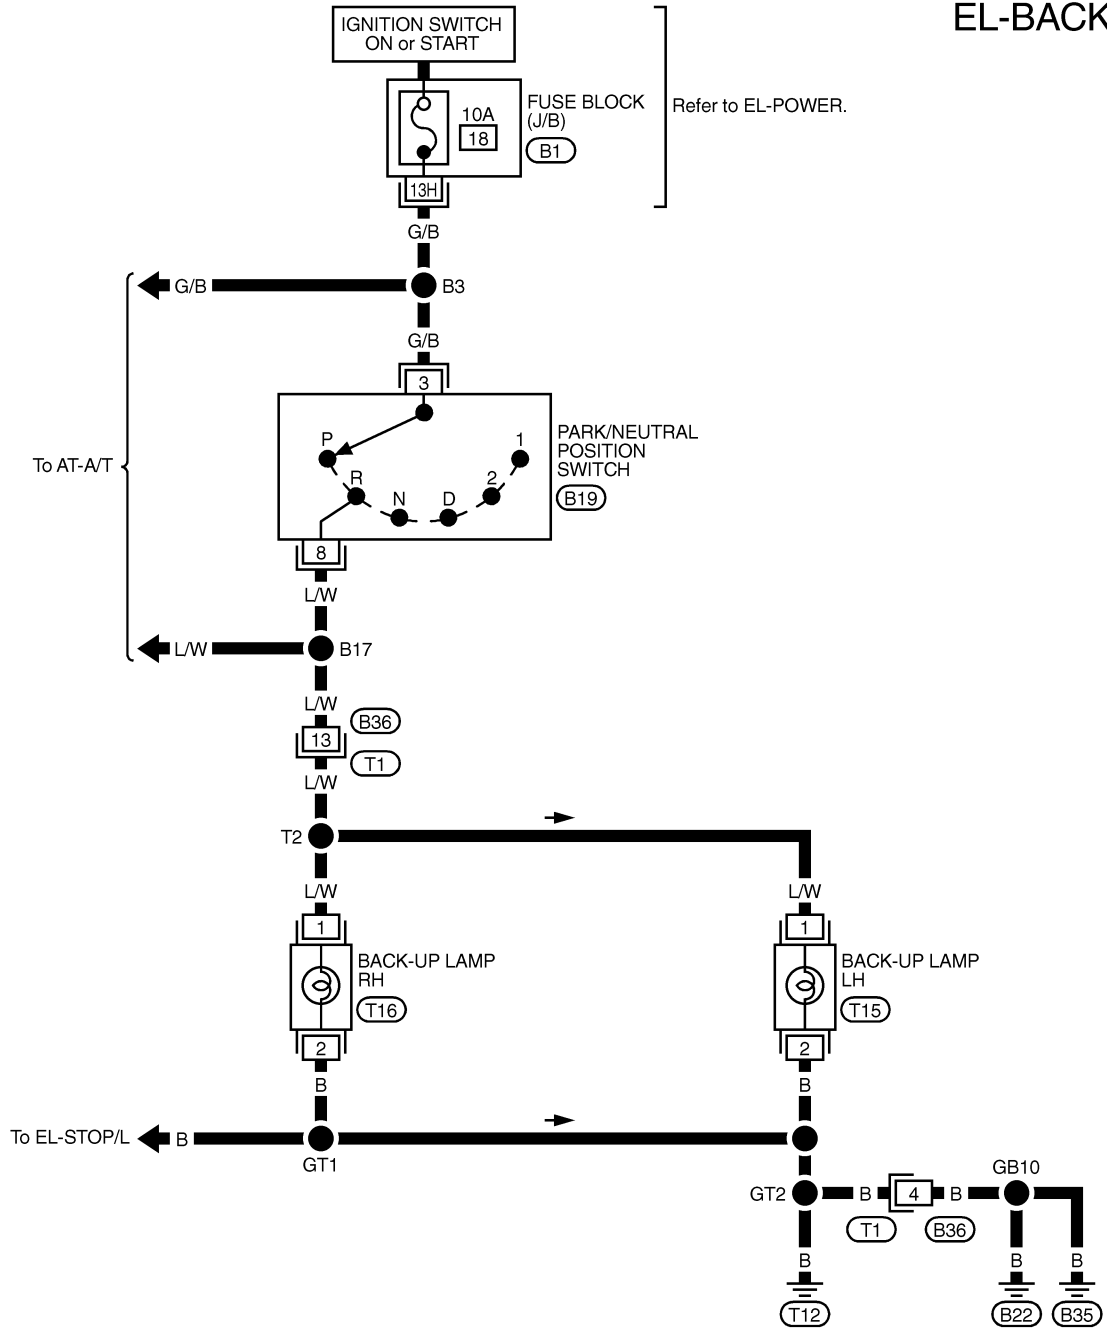 EL-BACK
IGNITION SWITCH
ON or START
FUSE BLOCK
(J/B)
10A
18
B1
Refer to EL-POWER.
13H
G/B
G/B
B3
G/B
3
PARK/NEUTRAL
POSITION
SWITCH
B19
P
R
N
D
2
1
To AT-A/T
8
L/W
L/W
B17
L/W
B36
13
T1
L/W
T2
L/W
L/W
1
1
BACK-UP LAMP
RH
T16
BACK-UP LAMP
LH
T15
2
2
B
B
To EL-STOP/L
B
GT1
GB10
GT2
B
4
B
T1
B36
B
B
B
T12
B22
B35